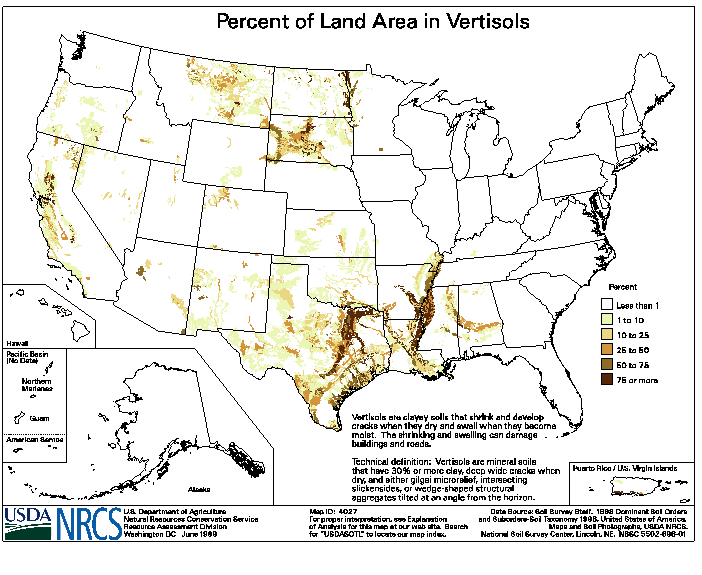 Percent of Land Area in Vertisols
Percent
Less than 1
1 to 10
10 to 25
25 to 50
50 to 75
75 or more
Hawaii
Pacific Basin
(No Data)
Northern
Marianas
Guam
American Samoa
Alaska
Vertisols are clayey soils that shrink and develop
cracks when they dry and swell when they become
moist. The shrinking and swelling can damage
buildings and roads.
Technical definition: Vertisols are mineral soils
that have 30% or more clay, deep wide cracks when
dry, and either gilgai microrelief, intersecting
slickensides, or wedge-shaped structural
aggregates tilted at an angle from the horizon.
Puerto Rico / U.S. Virgin Islands
USDA NRCS
U.S. Department of Agriculture
Natural Resources Conservation Service
Resource Assessment Division
Washington DC June 1999
Map ID: 4027
For proper interpretation, see Explanation
of Analysis for this map at our web site. Search
for "USDASOTL" to locate our map index.
Data Source: Soil Survey Staff. 1998 Dominant Soil Orders
and Suborders-Soil Taxonomy 1998, United States of America.
Maps and Soil Photographs, USDA NRCS.
National Soil Survey Center, Lincoln, NE. NSSC 5502-696-01